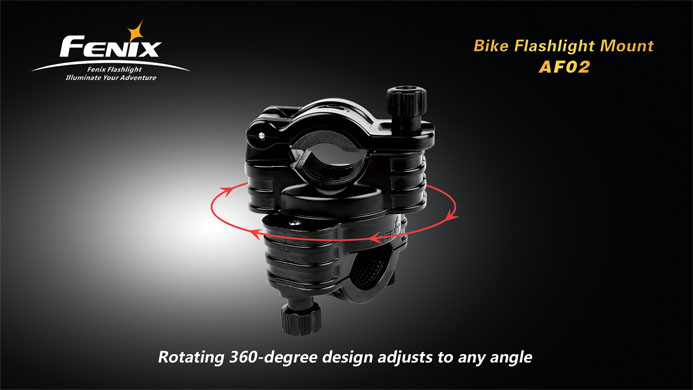 FENIX
Fenix Flashlight
Illuminate Your Adventure
Bike Flashlight Mount
AF02
Rotating 360-degree design adjusts to any angle